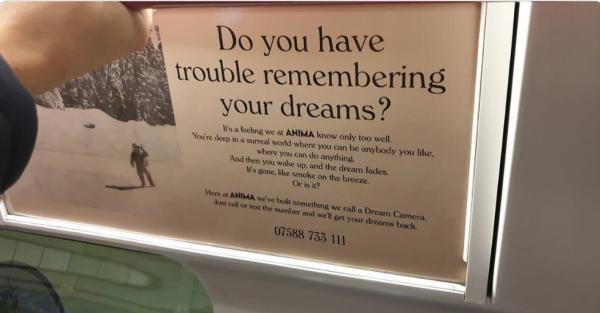 Do you have
trouble remembering
your dreams?
It's a feeling we at ANIMA know only too well.
You're deep in a surreal world where you can be anybody you like,
where you can do anything.
And then you wake up, and the dream fades.
It's gone, like smoke on the breeze.
Or is it?
Here at ANIMA we've built something we call a Dream Camera.
Just call or text the number and we'll get your dreams back.
07588 733 111